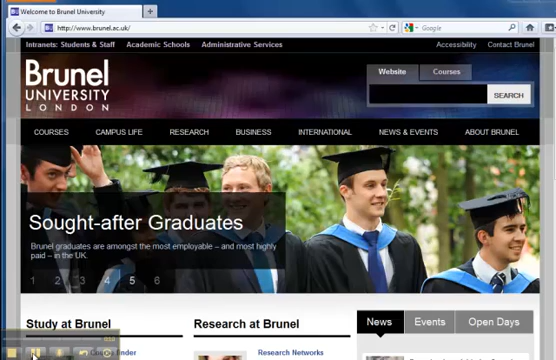 Welcome to Brunel University
http://www.brunel.ac.uk/
Google
Intranets: Students & Staff Academic Schools Administrative Services
Accessibility Contact Brunel
Brunel
UNIVERSITY
LONDON
Website Courses
SEARCH
COURSES CAMPUS LIFE RESEARCH BUSINESS INTERNATIONAL NEWS & EVENTS ABOUT BRUNEL
Sought-after Graduates
Brunel graduates are amongst the most employable – and most highly
paid – in the UK.
1 2 3 4 5 6
Study at Brunel
Research at Brunel
News Events Open Days
finder
Research Networks